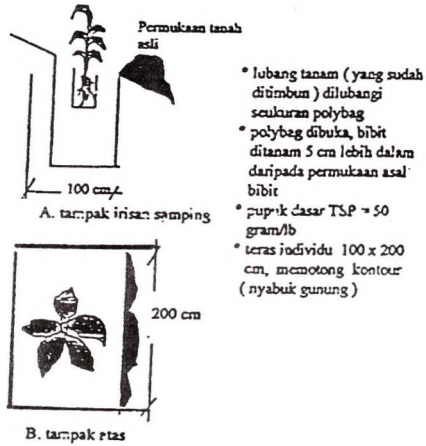 Permukaan tanah
asli
100 cm
A. tampak irisan samping
* lubang tanam ( yang sudah
ditimbun ) dilubangi
seukuran polybag
* polybag dibuka, bibit
ditanam 5 cm lebih dalam
daripada permukaan asal
bibit
* pupuk dasar TSP = 50
gram/lb
* teras individu 100 x 200
cm, memotong kontour
( nyabuk gunung )
200 cm
B. tampak atas